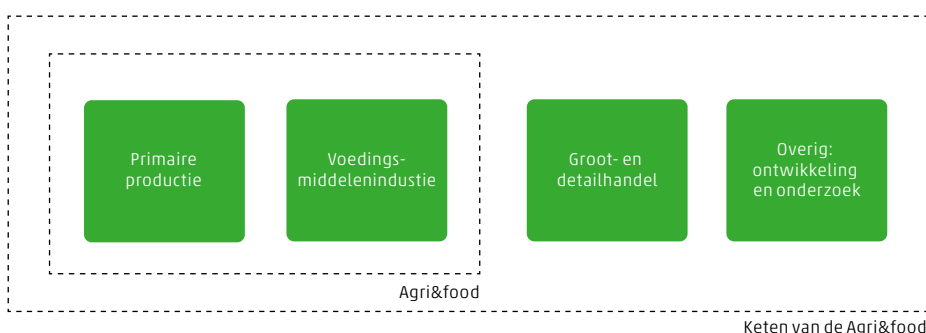 Primaire
productie
Voedings-
middelenindustie
Groot- en
detailhandel
Overig:
ontwikkeling
en onderzoek
Agri&food
Keten van de Agri&food